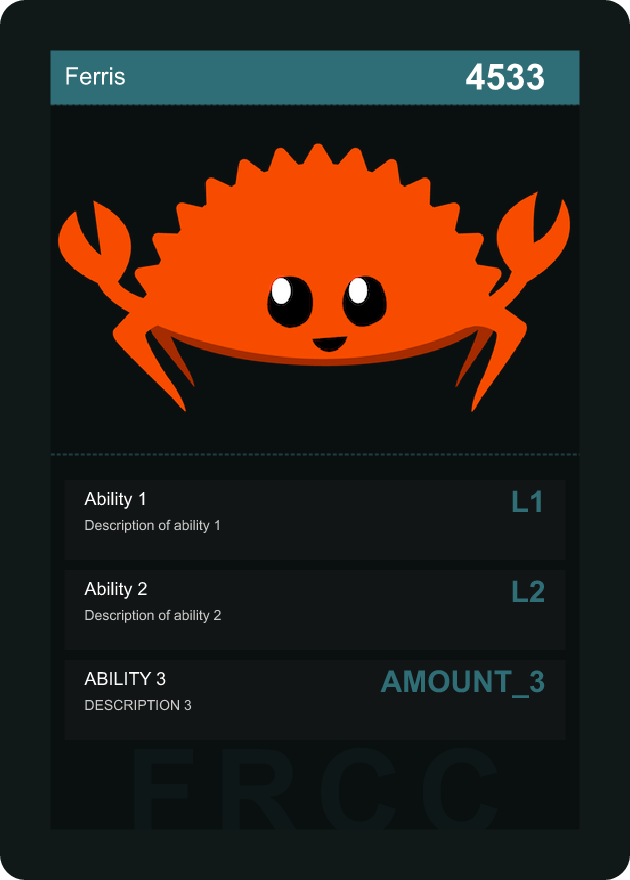 Ferris 4533
Ability 1 L1
Description of ability 1
Ability 2 L2
Description of ability 2
ABILITY 3 AMOUNT_3
DESCRIPTION 3
FRCC